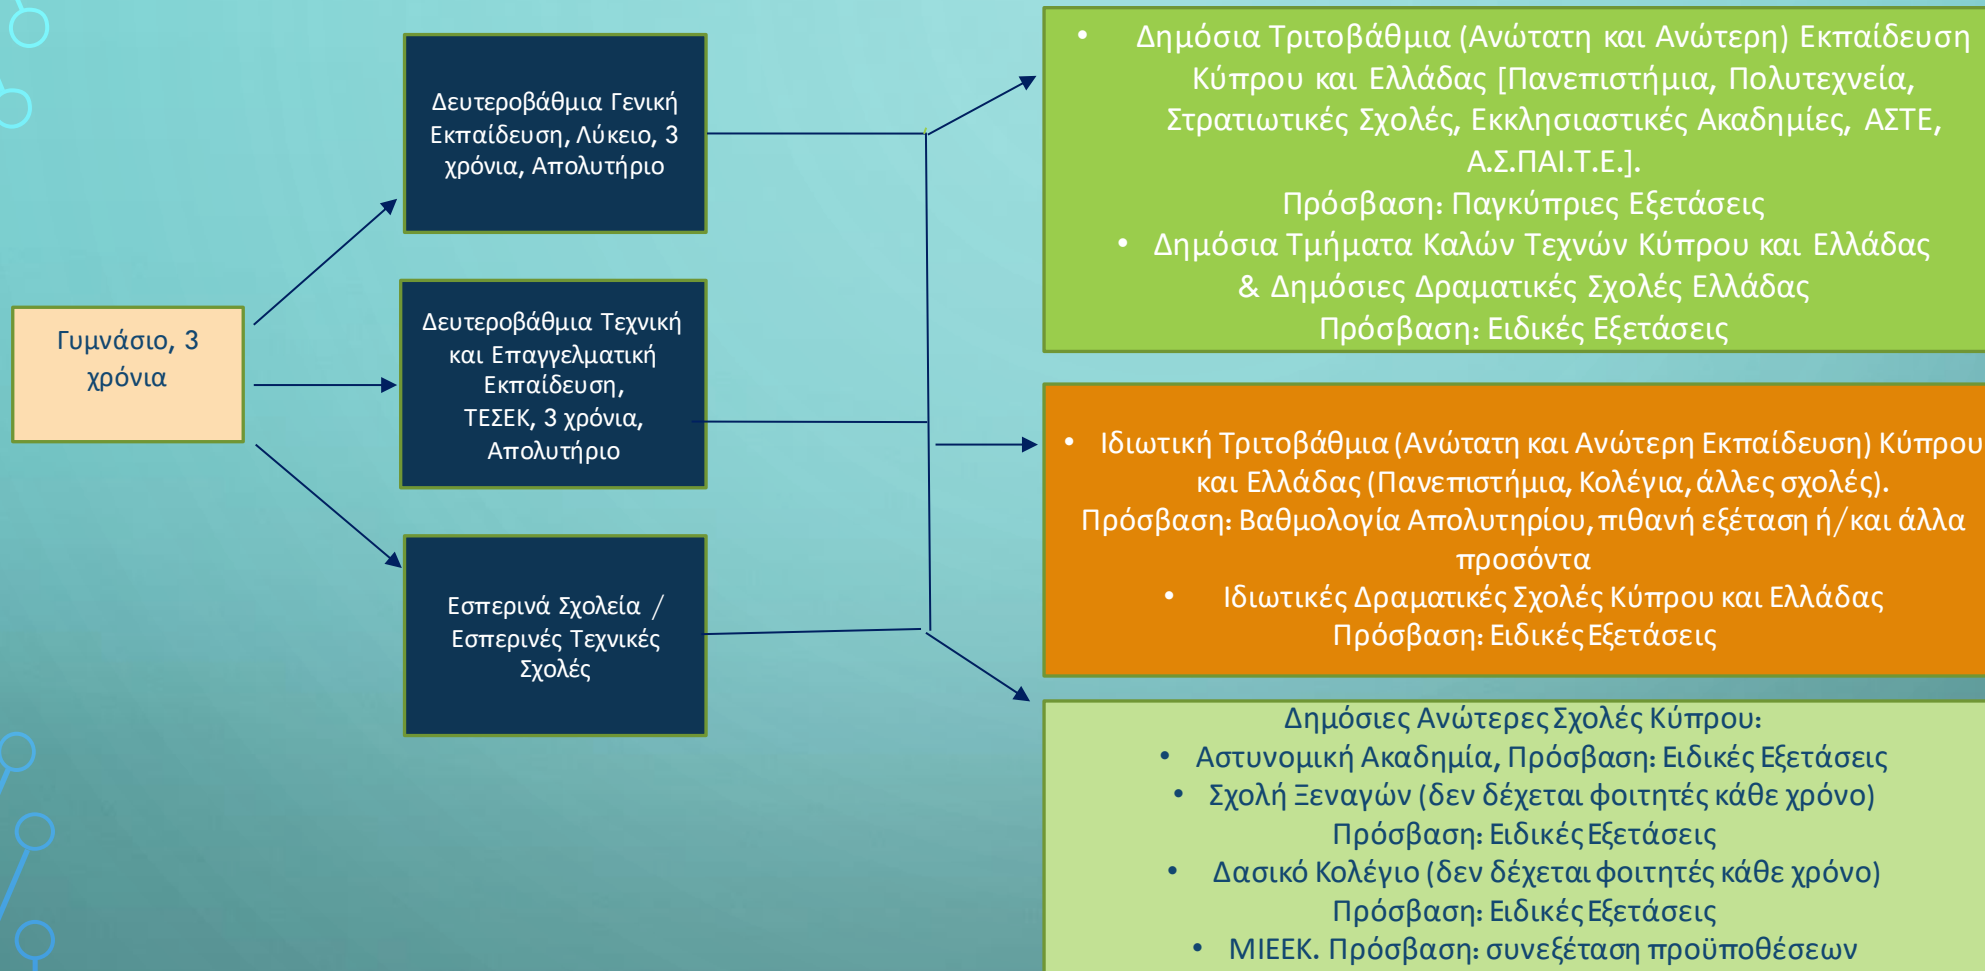 Γυμνάσιο, 3
χρόνια
Δευτεροβάθμια Γενική
Εκπαίδευση, Λύκειο, 3
χρόνια, Απολυτήριο
Δευτεροβάθμια Τεχνική
και Επαγγελματική
Εκπαίδευση,
ΤΕΣΕΚ, 3 χρόνια,
Απολυτήριο
Εσπερινά Σχολεία /
Εσπερινές Τεχνικές
Σχολές
• Δημόσια Τριτοβάθμια (Ανώτατη και Ανώτερη) Εκπαίδευση
Κύπρου και Ελλάδας [Πανεπιστήμια, Πολυτεχνεία,
Στρατιωτικές Σχολές, Εκκλησιαστικές Ακαδημίες, ΑΣΤΕ,
Α.Σ.ΠΑΙ.Τ.Ε.].
Πρόσβαση: Παγκύπριες Εξετάσεις
• Δημόσια Τμήματα Καλών Τεχνών Κύπρου και Ελλάδας
& Δημόσιες Δραματικές Σχολές Ελλάδας
Πρόσβαση: Ειδικές Εξετάσεις
• Ιδιωτική Τριτοβάθμια (Ανώτατη και Ανώτερη Εκπαίδευση) Κύπρου
και Ελλάδας (Πανεπιστήμια, Κολέγια, άλλες σχολές).
Πρόσβαση: Βαθμολογία Απολυτηρίου, πιθανή εξέταση ή/και άλλα
προσόντα
• Ιδιωτικές Δραματικές Σχολές Κύπρου και Ελλάδας
Πρόσβαση: Ειδικές Εξετάσεις
Δημόσιες Ανώτερες Σχολές Κύπρου:
• Αστυνομική Ακαδημία, Πρόσβαση: Ειδικές Εξετάσεις
• Σχολή Ξεναγών (δεν δέχεται φοιτητές κάθε χρόνο)
Πρόσβαση: Ειδικές Εξετάσεις
• Δασικό Κολέγιο (δεν δέχεται φοιτητές κάθε χρόνο)
Πρόσβαση: Ειδικές Εξετάσεις
• ΜΙΕΕΚ. Πρόσβαση: συνεξέταση προϋποθέσεων